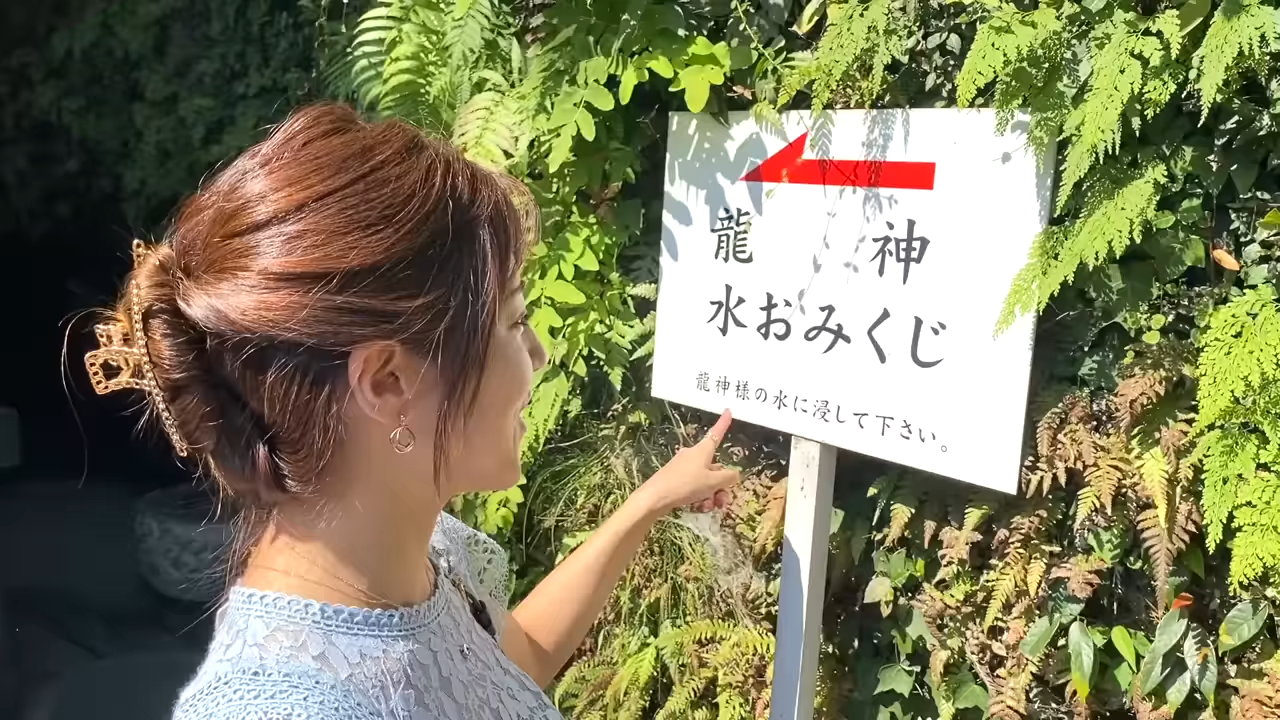 龍 神
水おみくじ
龍神様の水に浸して下さい。